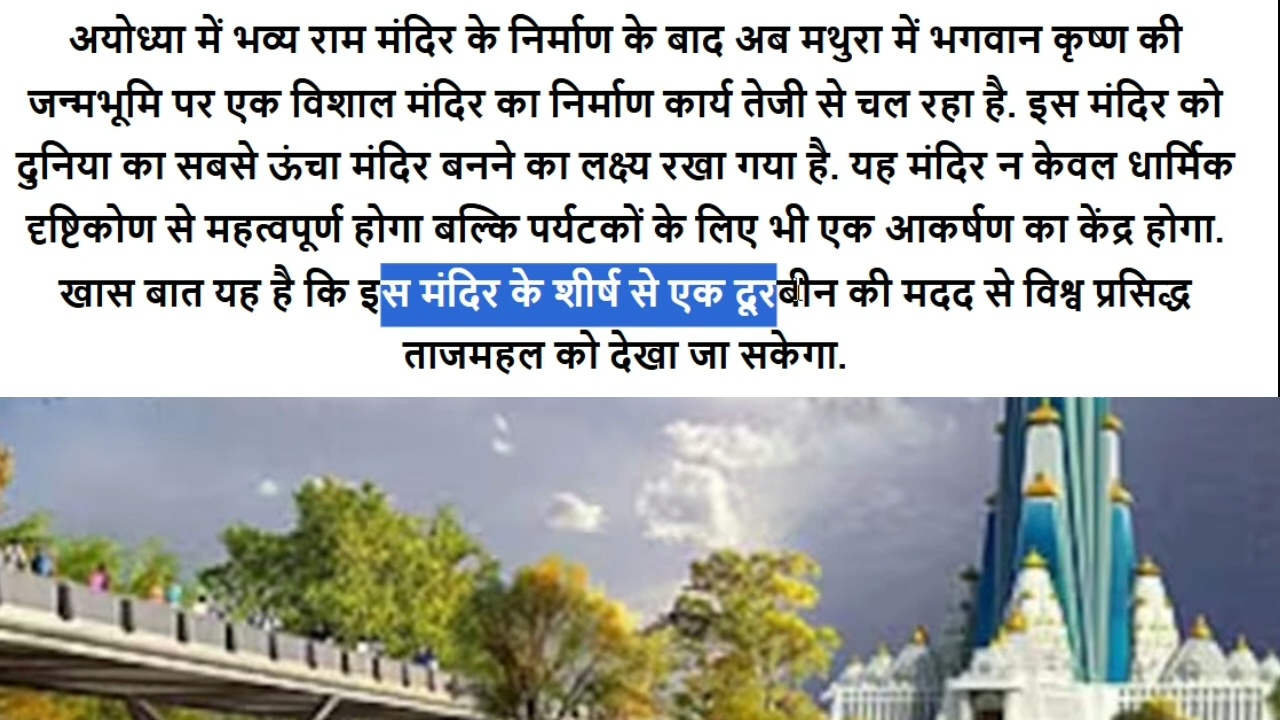 अयोध्या में भव्य राम मंदिर के निर्माण के बाद अब मथुरा में भगवान कृष्ण की
जन्मभूमि पर एक विशाल मंदिर का निर्माण कार्य तेजी से चल रहा है. इस मंदिर को
दुनिया का सबसे ऊंचा मंदिर बनने का लक्ष्य रखा गया है. यह मंदिर न केवल धार्मिक
दृष्टिकोण से महत्वपूर्ण होगा बल्कि पर्यटकों के लिए भी एक आकर्षण का केंद्र होगा.
खास बात यह है कि इस मंदिर के शीर्ष से एक दूरबीन की मदद से विश्व प्रसिद्ध
ताजमहल को देखा जा सकेगा.